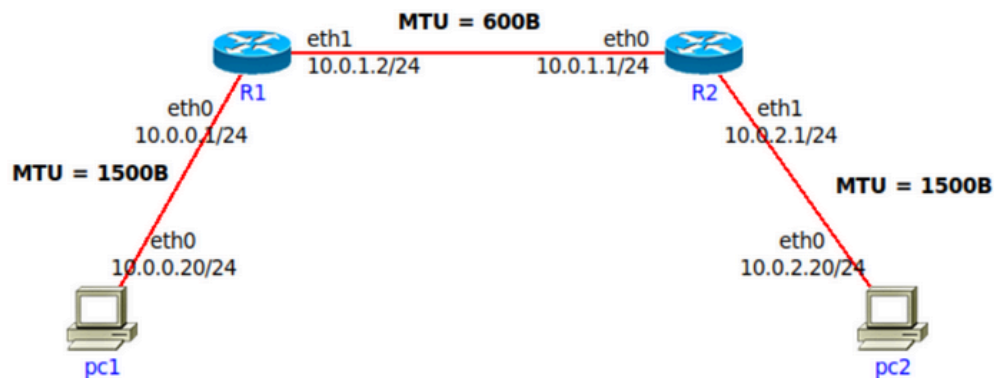 MTU = 600B
eth1
eth0
10.0.1.2/24
10.0.1.1/24
R1
R2
eth0
10.0.0.1/24
eth1
10.0.2.1/24
MTU = 1500B
MTU = 1500B
eth0
10.0.0.20/24
eth0
10.0.2.20/24
pc1
pc2